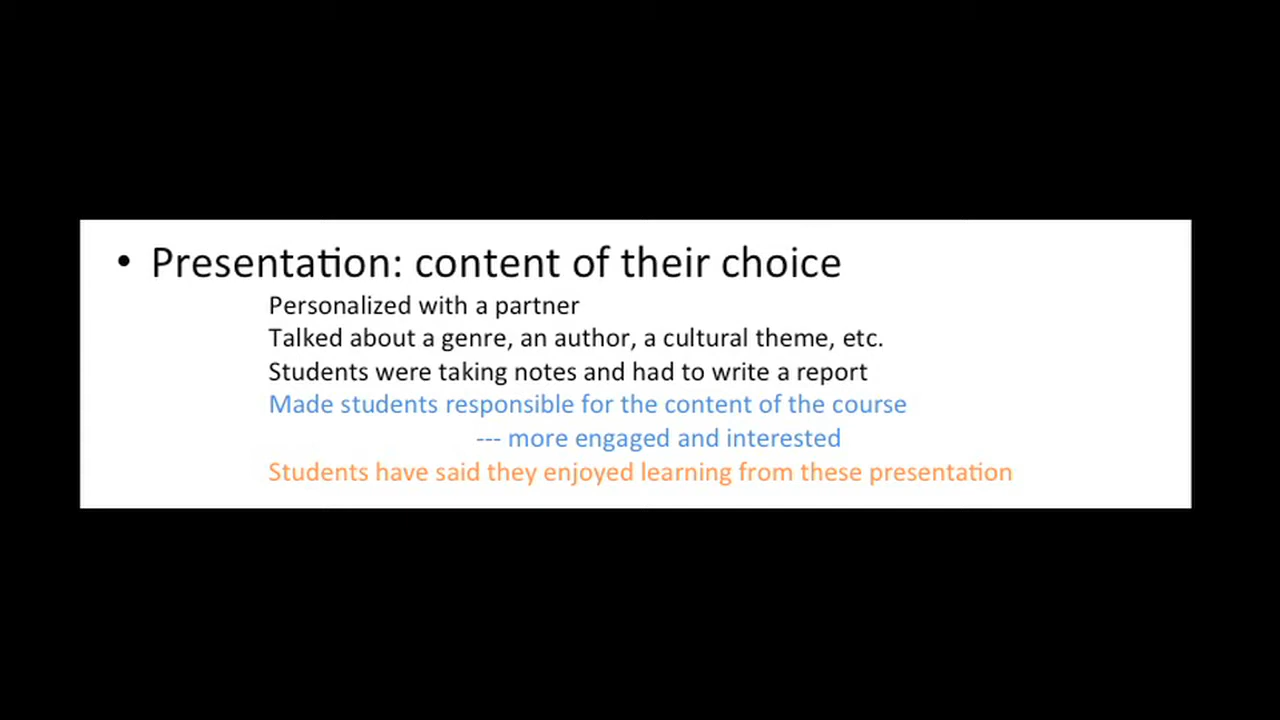 • Presentation: content of their choice
Personalized with a partner
Talked about a genre, an author, a cultural theme, etc.
Students were taking notes and had to write a report
Made students responsible for the content of the course
--- more engaged and interested
Students have said they enjoyed learning from these presentation